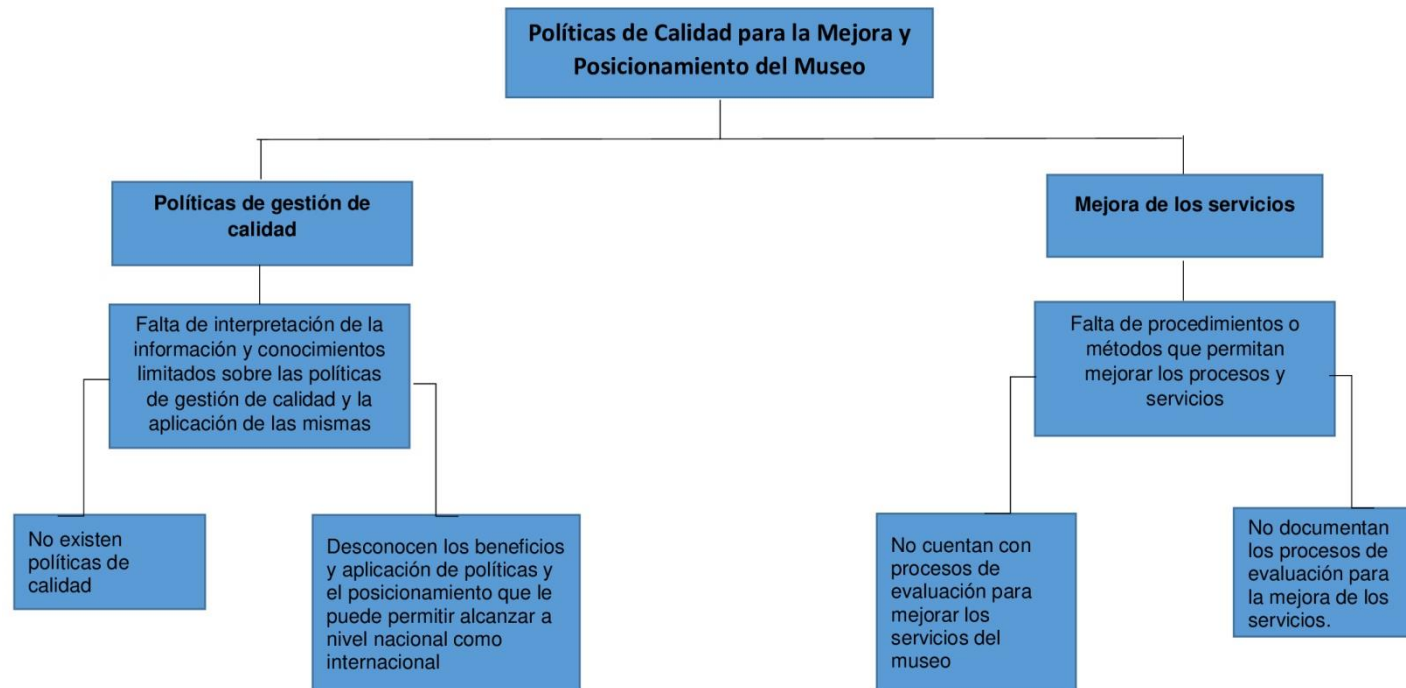 Políticas de Calidad para la Mejora y
Posicionamiento del Museo
Políticas de gestión de
calidad
Mejora de los servicios
Falta de interpretación de la
información y conocimientos
limitados sobre las políticas
de gestión de calidad y la
aplicación de las mismas
Falta de procedimientos o
métodos que permitan
mejorar los procesos y
servicios
No existen
políticas de
calidad
Desconocen los beneficios
y aplicación de políticas y
el posicionamiento que le
puede permitir alcanzar a
nivel nacional como
internacional
No cuentan con
procesos de
evaluación para
mejorar los
servicios del
museo
No documentan
los procesos de
evaluación para
la mejora de los
servicios.